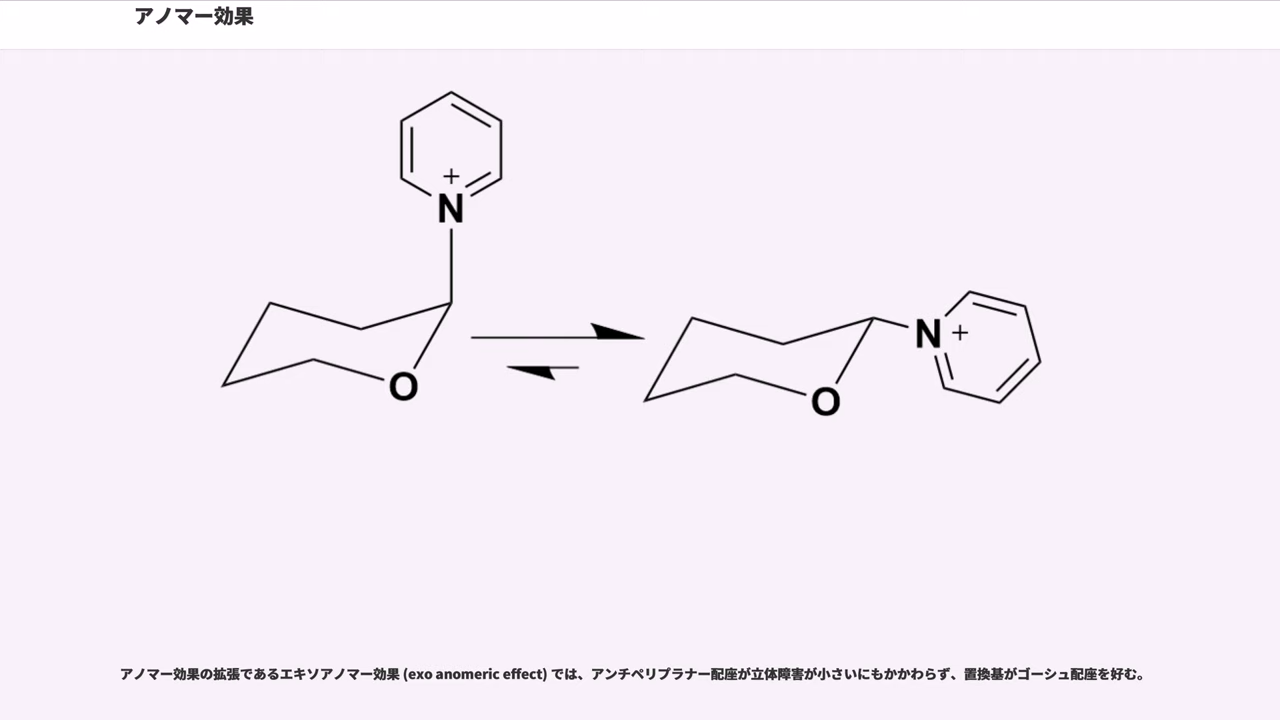 アノマー効果
+
N
O
N +
O
アノマー効果の拡張であるエキソアノマー効果 (exo anomeric effect) では、アンチペリプラナー配座が立体障害が小さいにもかかわらず、置換基がゴーシュ配座を好む。